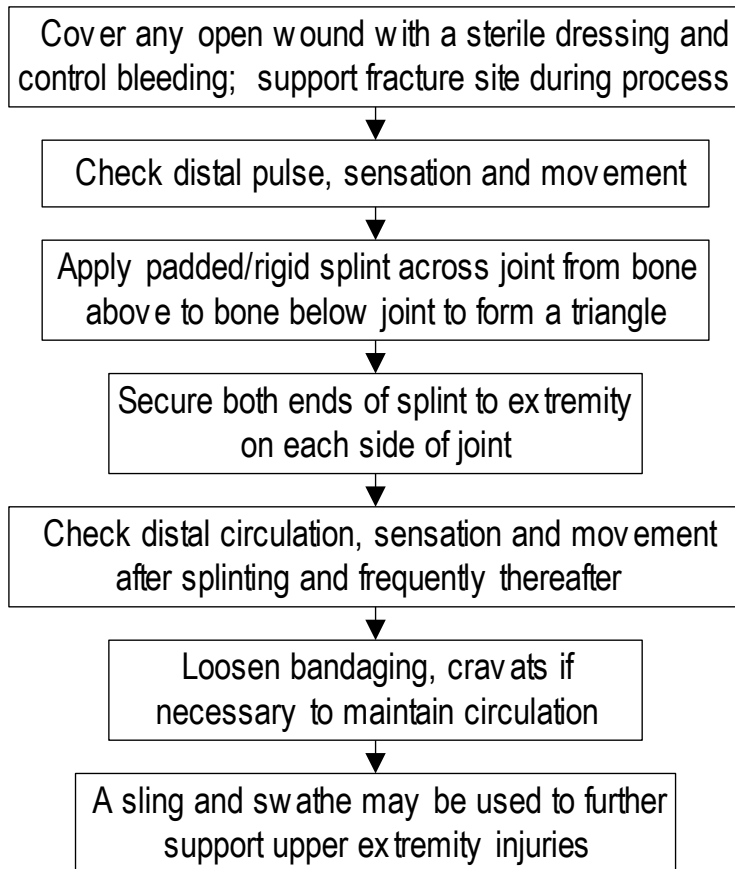 Cover any open wound with a sterile dressing and
control bleeding; support fracture site during process
Check distal pulse, sensation and movement
Apply padded/rigid splint across joint from bone
above to bone below joint to form a triangle
Secure both ends of splint to extremity
on each side of joint
Check distal circulation, sensation and movement
after splinting and frequently thereafter
Loosen bandaging, cravats if
necessary to maintain circulation
A sling and swathe may be used to further
support upper extremity injuries